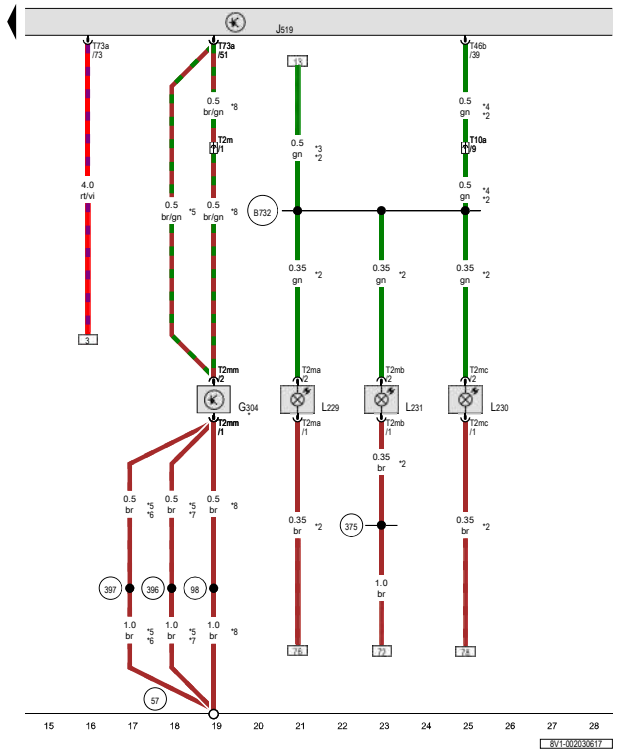 J519
T73a
/73
T73a
/51
T46b
/39
13
0.5
br/gn
*8
0.5
gn
*3
*2
0.5
gn
*4
*2
T2m
/1
T10a
/9
4.0
rt/vi
0.5
br/gn
*5
0.5
br/gn
*8
0.5
gn
*4
*2
B732
0.35
gn
*2
0.35
gn
*2
0.35
gn
*2
3
T2mm
/2
T2ma
/2
T2mb
/2
T2mc
/2
G304
*
L229
L231
L230
T2mm
/1
T2ma
/1
T2mb
/1
T2mc
/1
0.35
br
*2
0.5
br
*5
*6
0.5
br
*5
*7
0.5
br
*8
0.35
br
*2
375
0.35
br
*2
397
396
98
1.0
br
*2
1.0
br
*5
*6
1.0
br
*5
*7
1.0
br
*8
76
72
78
57
15 16 17 18 19 20 21 22 23 24 25 26 27 28
8V1-002030617